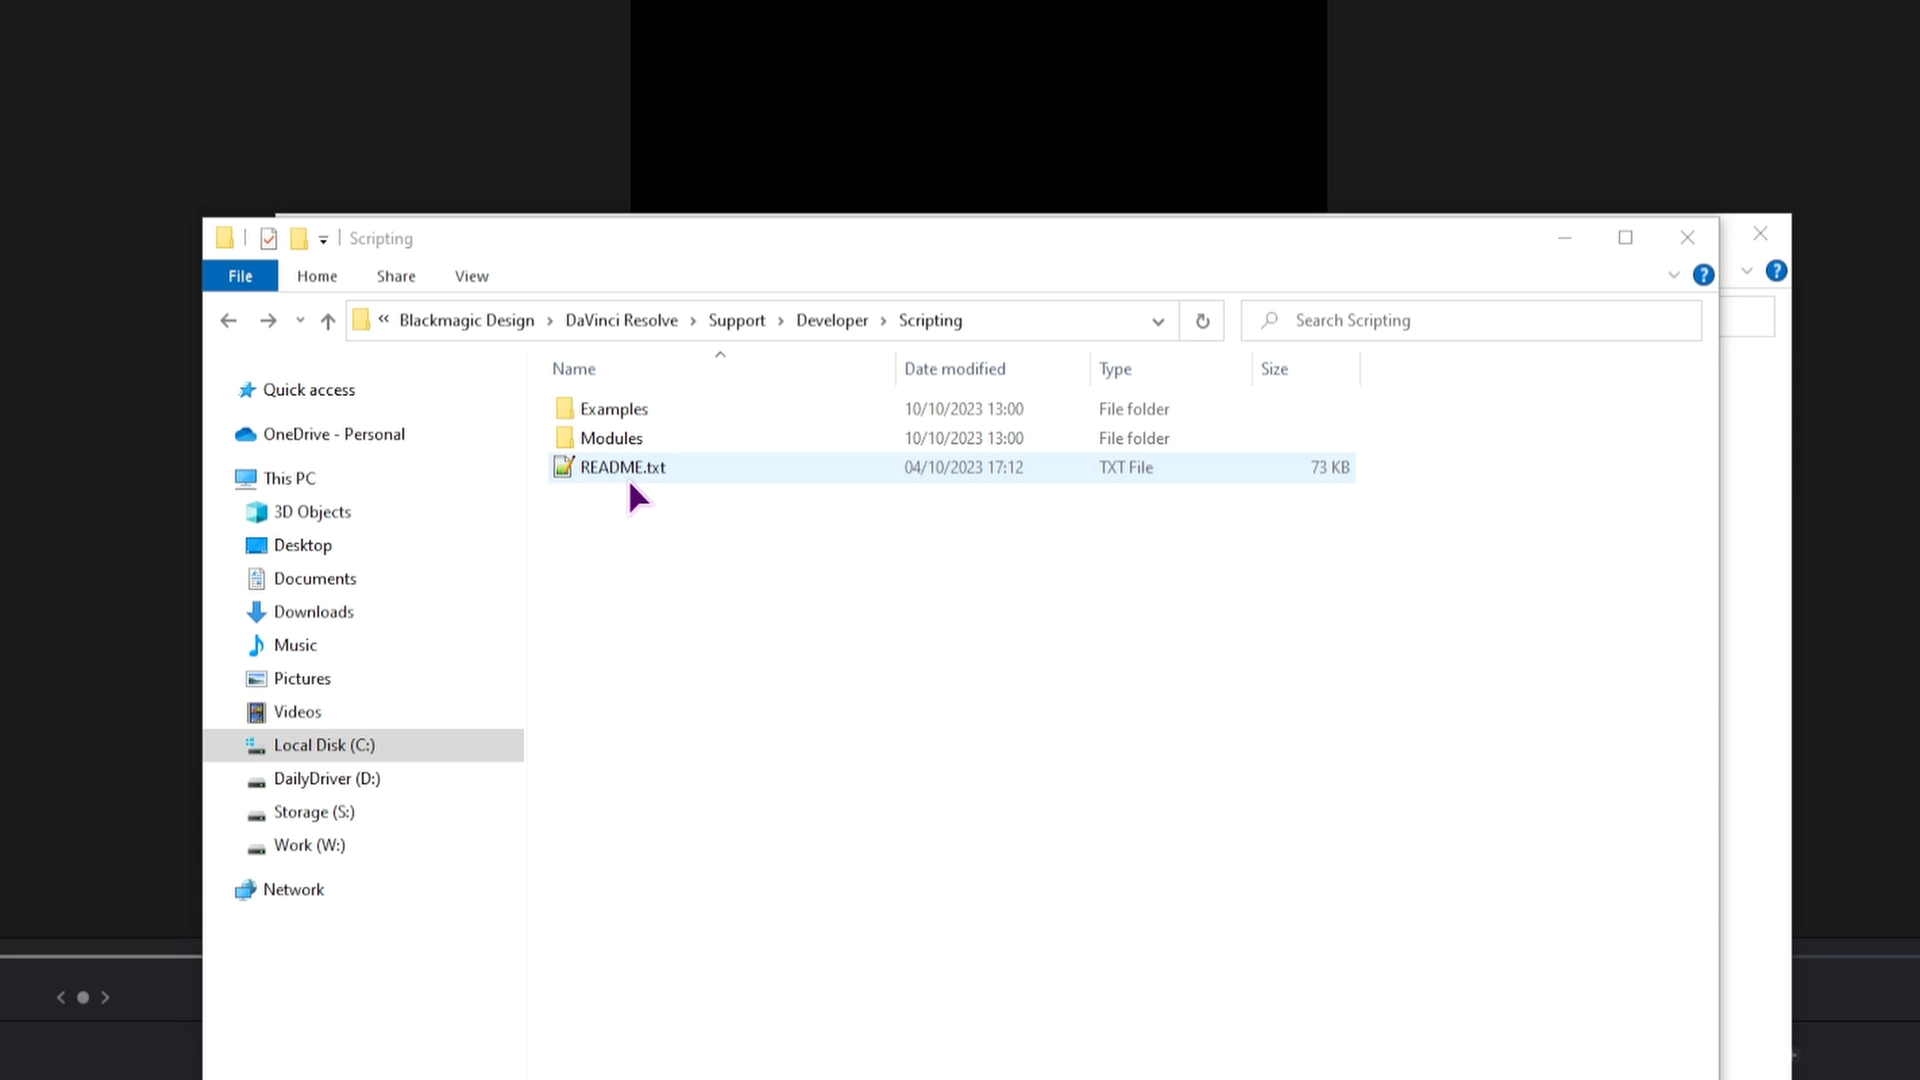 Scripting
File Home Share View
« Blackmagic Design > DaVinci Resolve > Support > Developer > Scripting
Search Scripting
Name Date modified Type Size
Quick access
OneDrive - Personal
This PC
3D Objects
Desktop
Documents
Downloads
Music
Pictures
Videos
Local Disk (C:)
DailyDriver (D:)
Storage (S:)
Work (W:)
Network
Examples 10/10/2023 13:00 File folder
Modules 10/10/2023 13:00 File folder
README.txt 04/10/2023 17:12 TXT File 73 KB